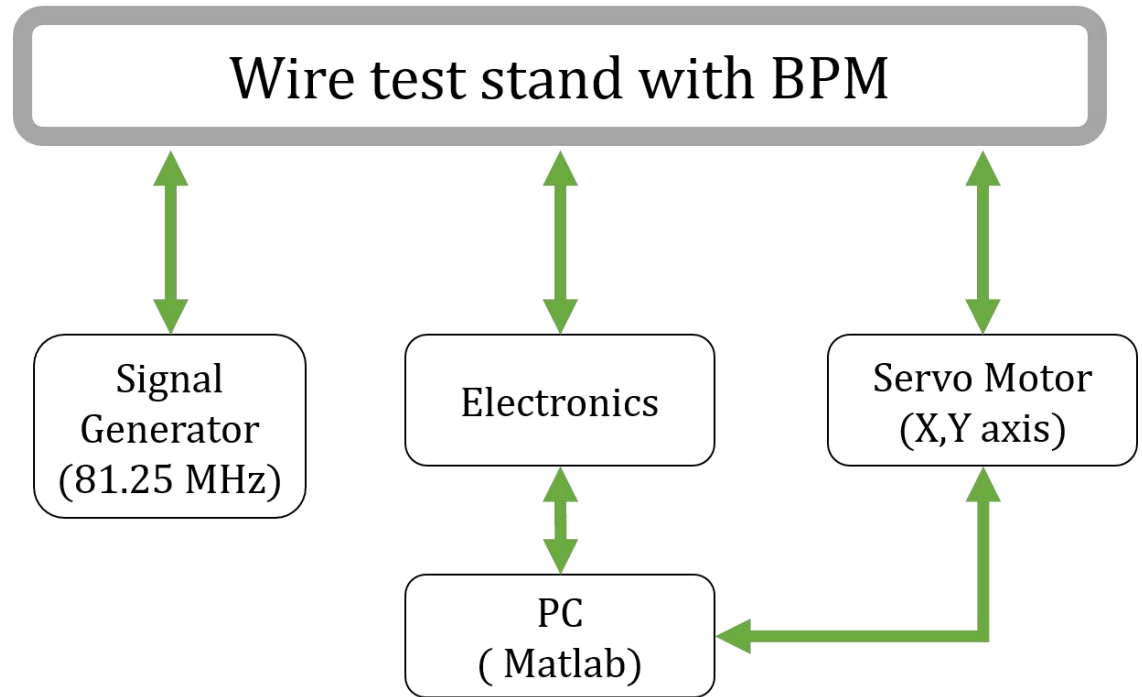 Wire test stand with BPM
Signal
Generator
(81.25 MHz)
Electronics
Servo Motor
(X,Y axis)
PC
( Matlab)